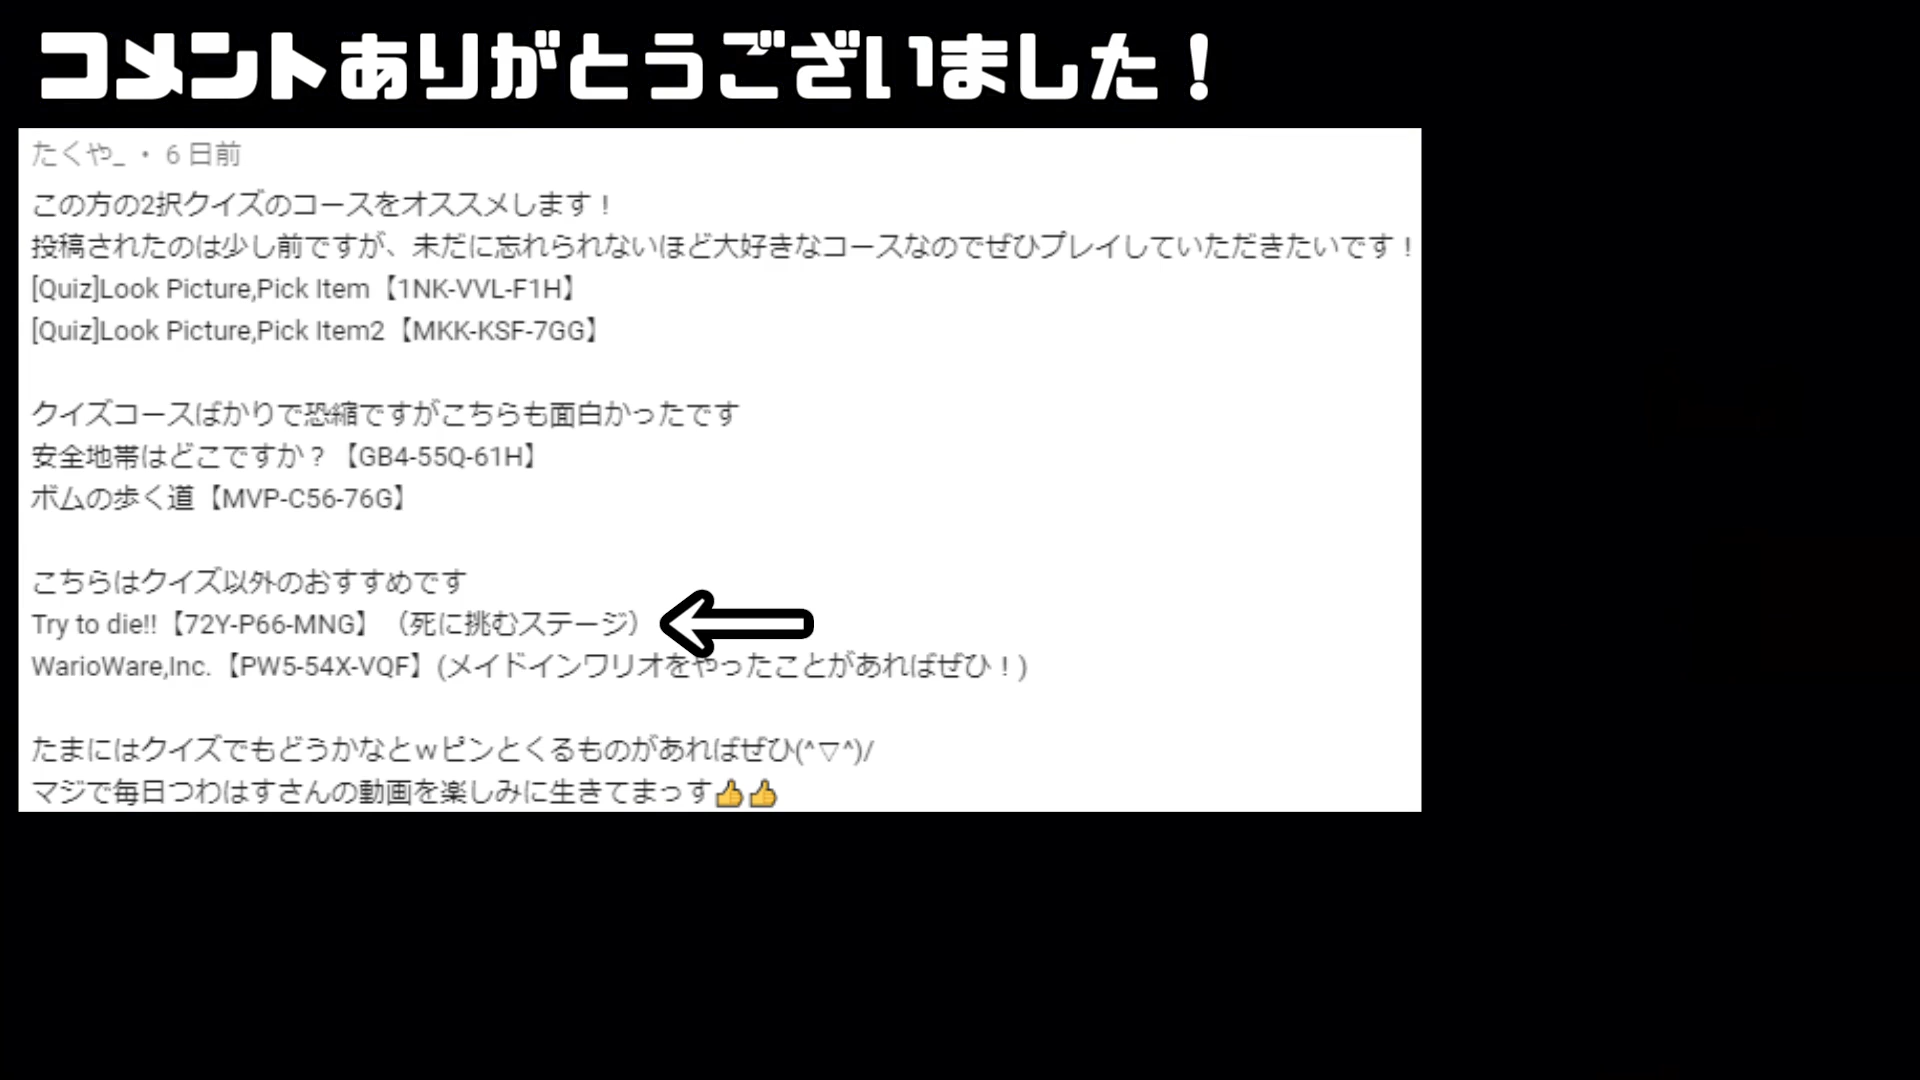 コメントありがとうございました！
たくや_ ・ 6 日前
この方の2択クイズのコースをオススメします！
投稿されたのは少し前ですが、未だに忘れられないほど大好きなコースなのでぜひプレイしていただきたいです！
[Quiz]Look Picture,Pick Item【1NK-VVL-F1H】
[Quiz]Look Picture,Pick Item2【MKK-KSF-7GG】
クイズコースばかりで恐縮ですがこちらも面白かったです
安全地帯はどこですか？【GB4-55Q-61H】
ボムの歩く道【MVP-C56-76G】
こちらはクイズ以外のおすすめです
Try to die!!【72Y-P66-MNG】（死に挑むステージ）
WarioWare,Inc.【PW5-54X-VQF】(メイドインワリオをやったことがあればぜひ！)
たまにはクイズでもどうかなとｗピンとくるものがあればぜひ(^▽^)/
マジで毎日つわはすさんの動画を楽しみに生きてまっす👍👍